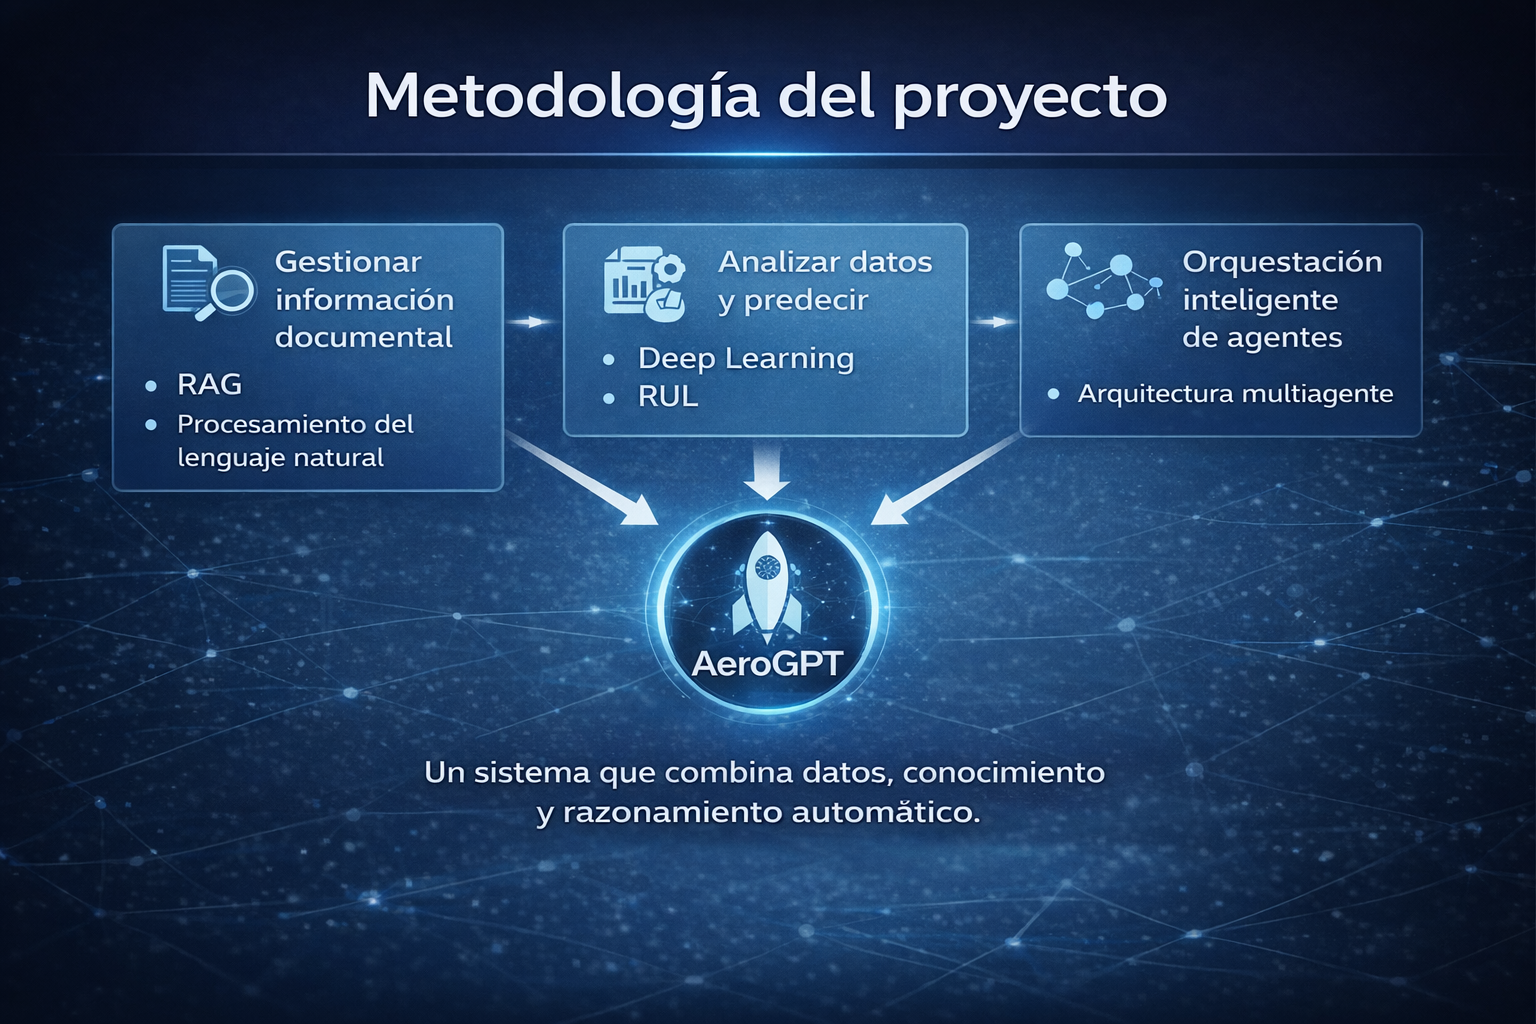 Metodología del proyecto
Gestionar
información
documental
• RAG
• Procesamiento del
lenguaje natural
Analizar datos
y predecir
• Deep Learning
• RUL
Orquestación
inteligente
de agentes
• Arquitectura multiagente
AeroGPT
Un sistema que combina datos, conocimiento
y razonamiento automătico.